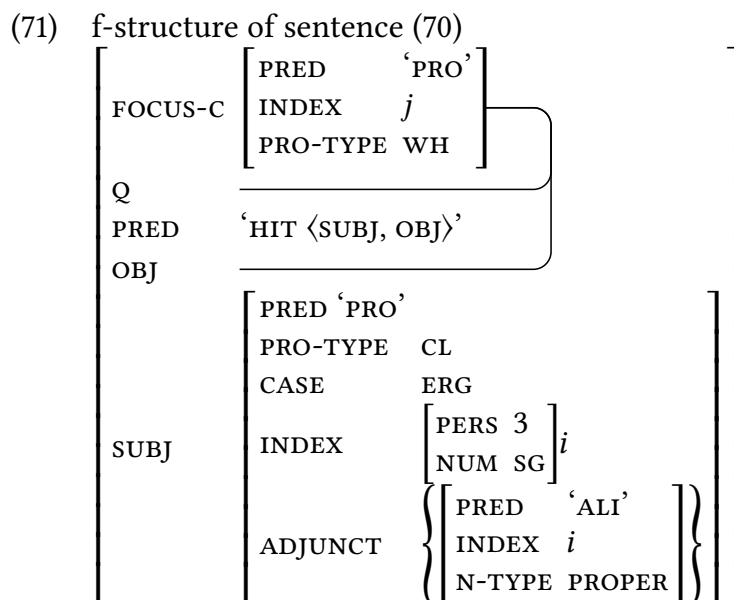 (71) f-structure of sentence (70)
PRED ‘PRO’
FOCUS-C INDEX j
PRO-TYPE WH
Q
PRED ‘HIT ⟨SUBJ, OBJ⟩’
OBJ
PRED ‘PRO’
PRO-TYPE CL
CASE ERG
PERS 3
SUBJ INDEX i
NUM SG
PRED ‘ALI’
ADJUNCT INDEX i
N-TYPE PROPER